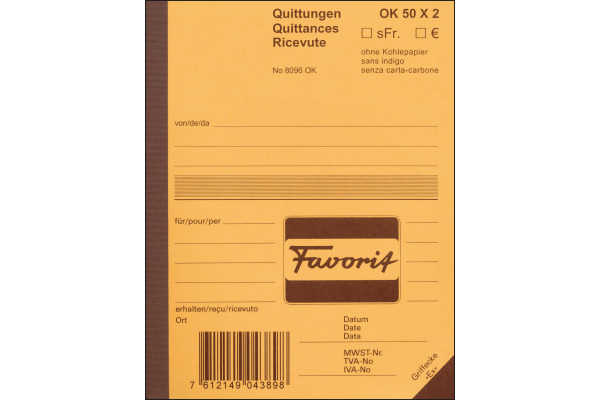 Quittungen
Quittances
Ricevute
OK 50 X 2
☐ sFr. ☐ €
ohne Kohlepapier
sans indigo
senza carta-carbone
No 8096 OK
von/de/da
für/pour/per
Favorit
erhalten/reçu/ricevuto
Ort
Datum
Date
Data
MWST-Nr.
TVA-No
IVA-No
Griffecke
«Ex»
7 612149 043898